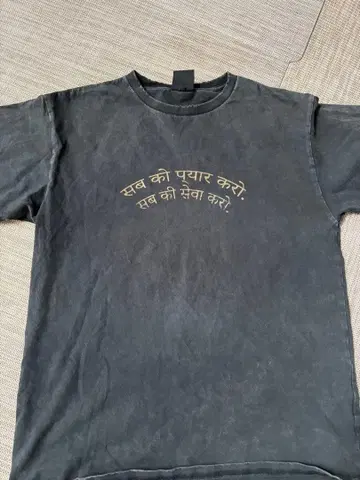 सब को प्यार करो.
सब की सेवा करो.